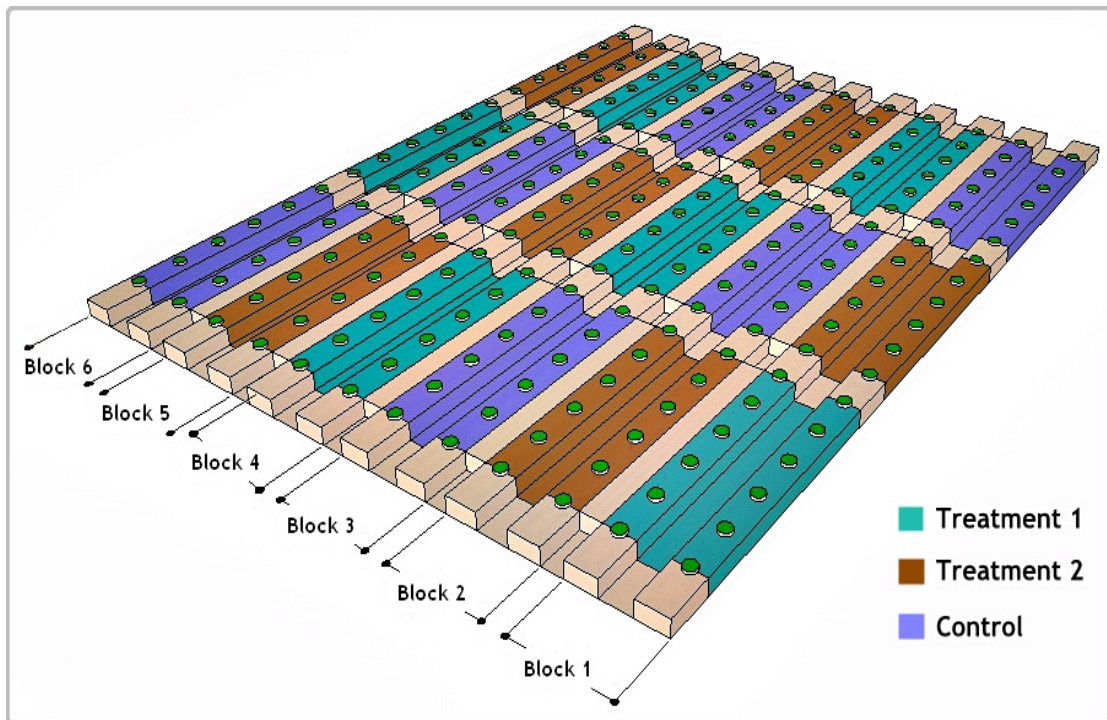 Block 6
Block 5
Block 4
Block 3
Block 2
Block 1
Treatment 1
Treatment 2
Control